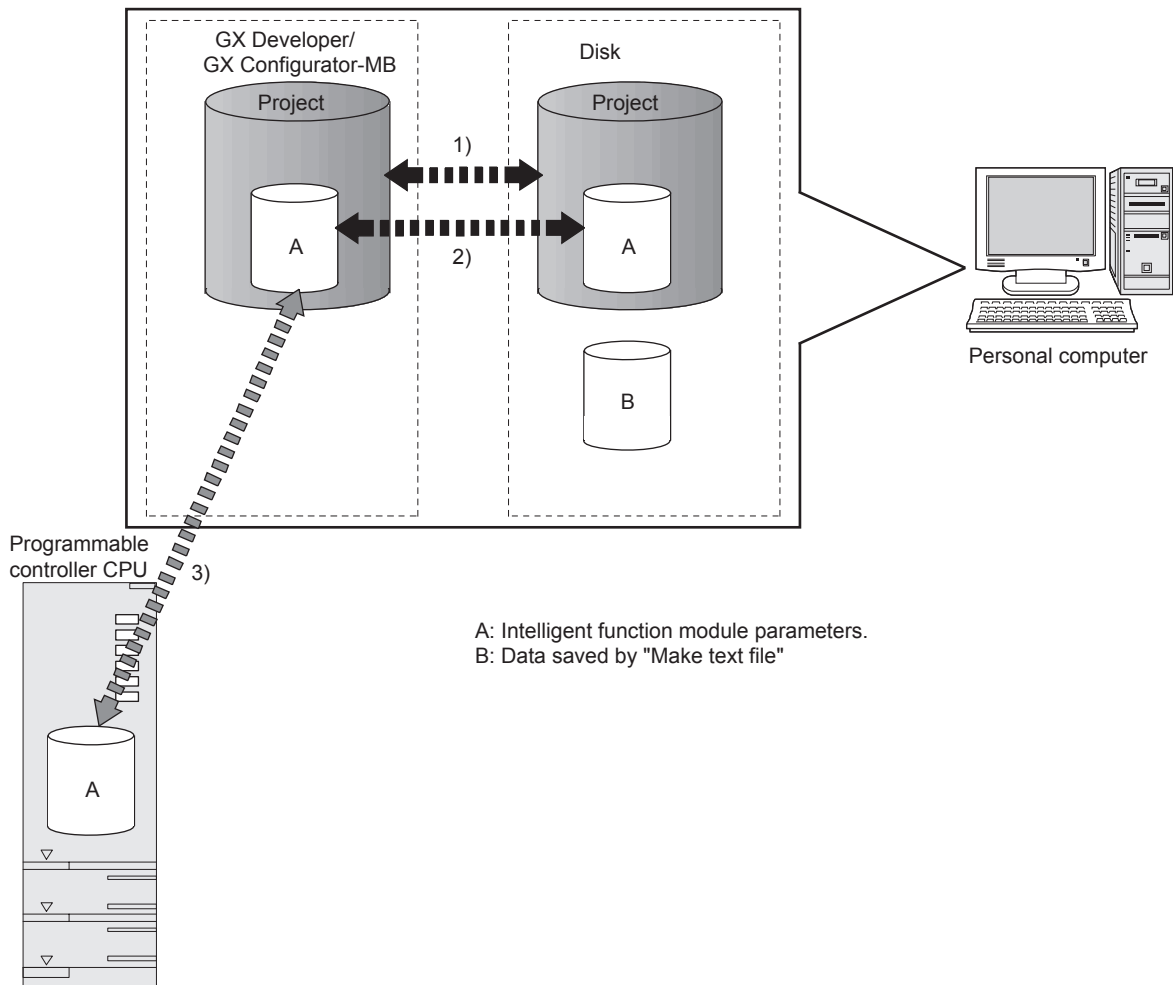 GX Developer/
GX Configurator-MB
Disk
Project
Project
1)
A
2)
A
B
Personal computer
Programmable
controller CPU
3)
A: Intelligent function module parameters.
B: Data saved by "Make text file"
A